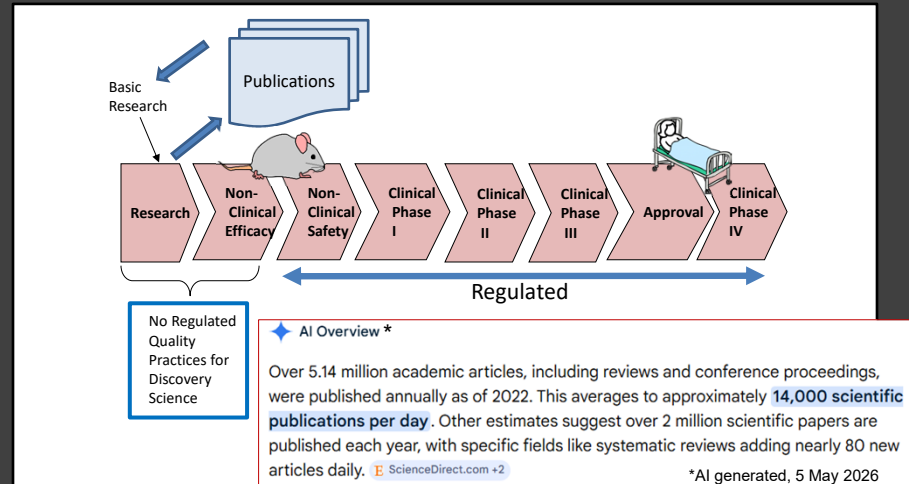 Publications
Basic
Research
Research
Non-
Clinical
Efficacy
Non-
Clinical
Safety
Clinical
Phase
I
Clinical
Phase
II
Clinical
Phase
III
Approval
Clinical
Phase
IV
Regulated
No Regulated
Quality
Practices for
Discovery
Science
AI Overview *
Over 5.14 million academic articles, including reviews and conference proceedings,
were published annually as of 2022. This averages to approximately 14,000 scientific
publications per day. Other estimates suggest over 2 million scientific papers are
published each year, with specific fields like systematic reviews adding nearly 80 new
articles daily. E ScienceDirect.com +2
*AI generated, 5 May 2026